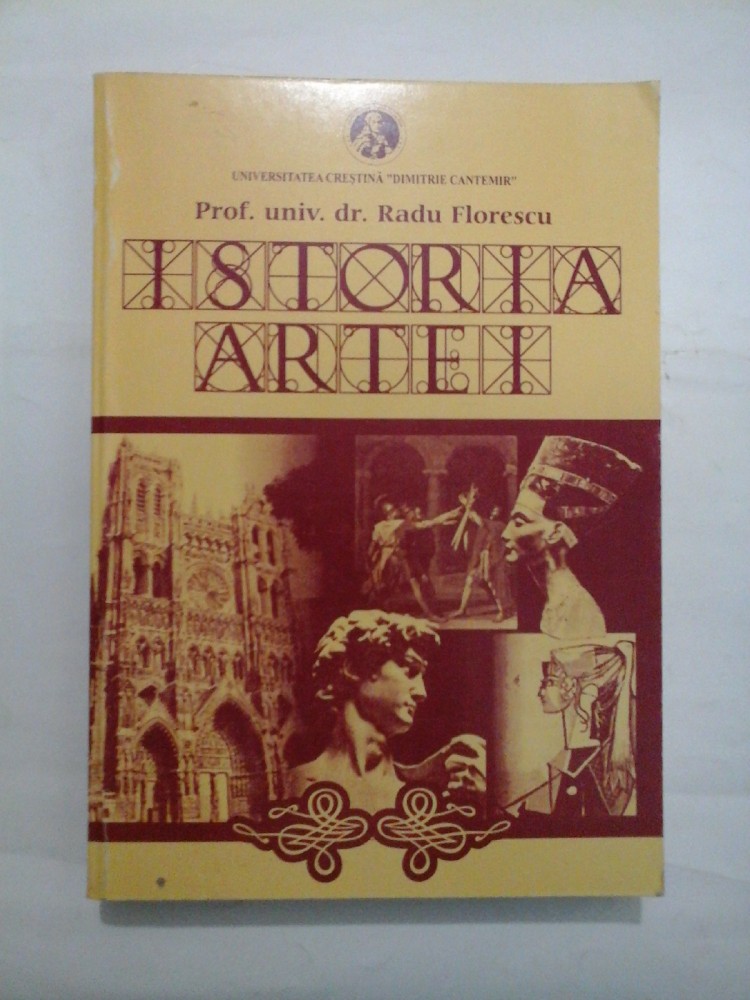 UNIVERSITATEA CREȘTINĂ "DIMITRIE CANTEMIR"
Prof. univ. dr. Radu Florescu
ISTORIA
ARTEI